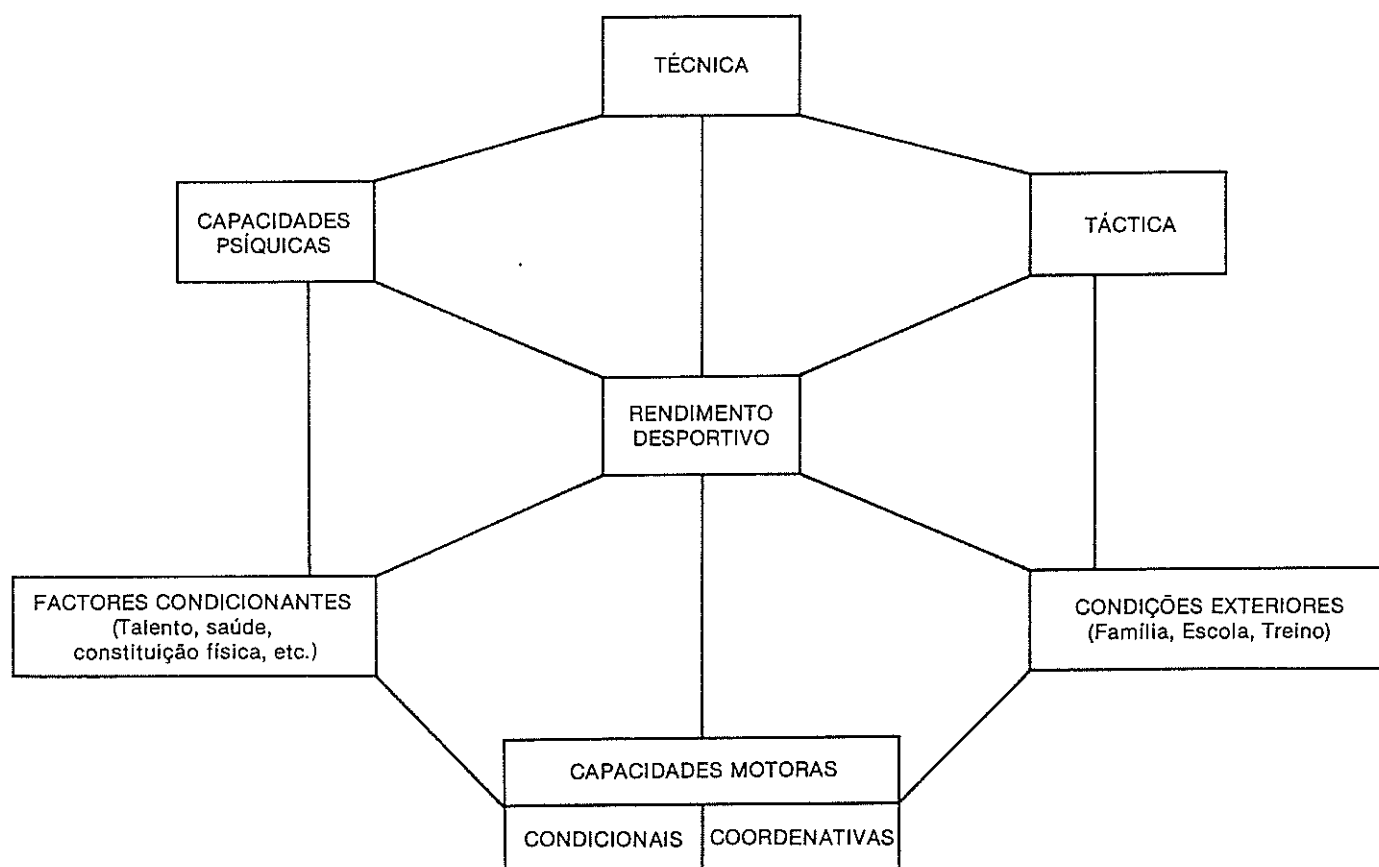 TÉCNICA
CAPACIDADES
PSÍQUICAS
TÁCTICA
RENDIMENTO
DESPORTIVO
FACTORES CONDICIONANTES
(Talento, saúde,
constituição física, etc.)
CONDIÇÕES EXTERIORES
(Família, Escola, Treino)
CAPACIDADES MOTORAS
CONDICIONAIS
COORDENATIVAS